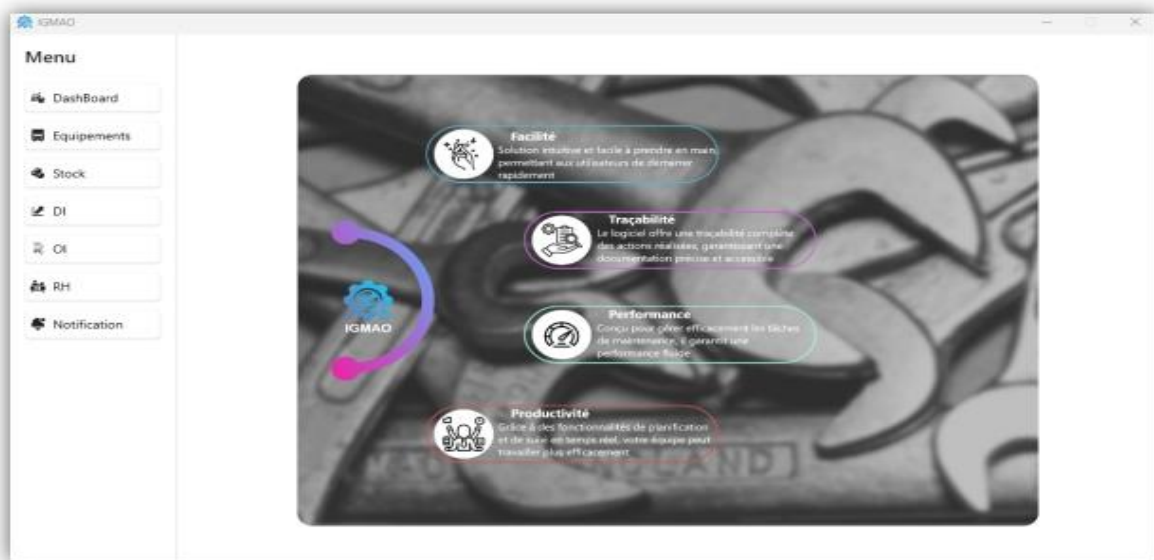 IGMAO
Menu
DashBoard
Equipements
Stock
DI
OI
RH
Notification
Facilité
Solution intuitive et facile à prendre en main,
permettant aux utilisateurs de démarrer
rapidement
Traçabilité
Le logiciel offre une traçabilité complète
des actions réalisées, garantissant une
documentation précise et accessible
IGMAO
Performance
Conçu pour gérer efficacement les tâches
de maintenance, il garantit une
performance fluide
Productivité
Grâce à des fonctionnalités de planification
et de suivi en temps réel, votre équipe peut
travailler plus efficacement